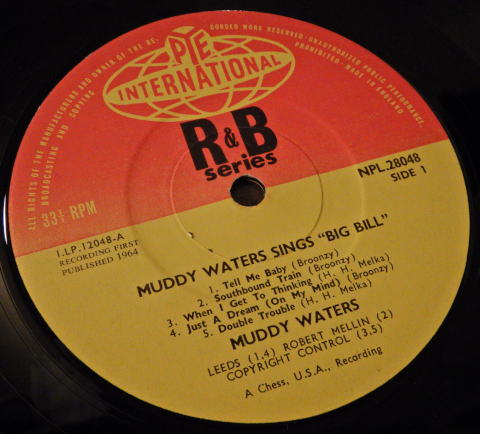 ALL RIGHTS OF THE MANUFACTURERS AND OWNER OF THE RECORDED WORK RESERVED · UNAUTHORIZED PUBLIC PERFORMANCE, BROADCASTING AND COPYING PROHIBITED · MADE IN ENGLAND
PYE
INTERNATIONAL
R&B
series
33⅓ RPM
NPL.28048
SIDE 1
1.LP.12048-A
RECORDING FIRST
PUBLISHED 1964
MUDDY WATERS SINGS "BIG BILL"
1. Tell Me Baby (Broonzy)
2. Southbound Train (Broonzy)
3. When I Get To Thinking (H. H. Melka)
4. Just A Dream (On My Mind) (Broonzy)
5. Double Trouble (H. H. Melka)
MUDDY WATERS
LEEDS (1,4) ROBERT MELLIN (2)
COPYRIGHT CONTROL (3,5)
A Chess, U.S.A., Recording